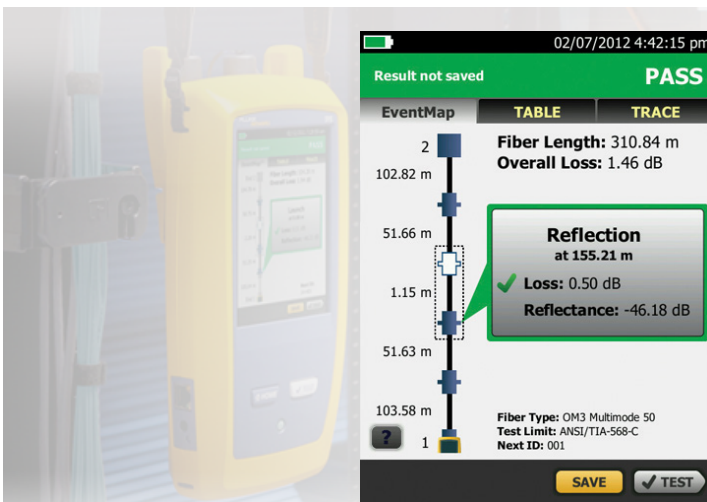 02/07/2012 4:42:15 pm
Result not saved
PASS
EventMap
TABLE
TRACE
2
Fiber Length: 310.84 m
Overall Loss: 1.46 dB
102.82 m
51.66 m
Reflection
at 155.21 m
Loss: 0.50 dB
Reflectance: -46.18 dB
1.15 m
51.63 m
103.58 m
?
1
Fiber Type: OM3 Multimode 50
Test Limit: ANSI/TIA-568-C
Next ID: 001
SAVE
TEST